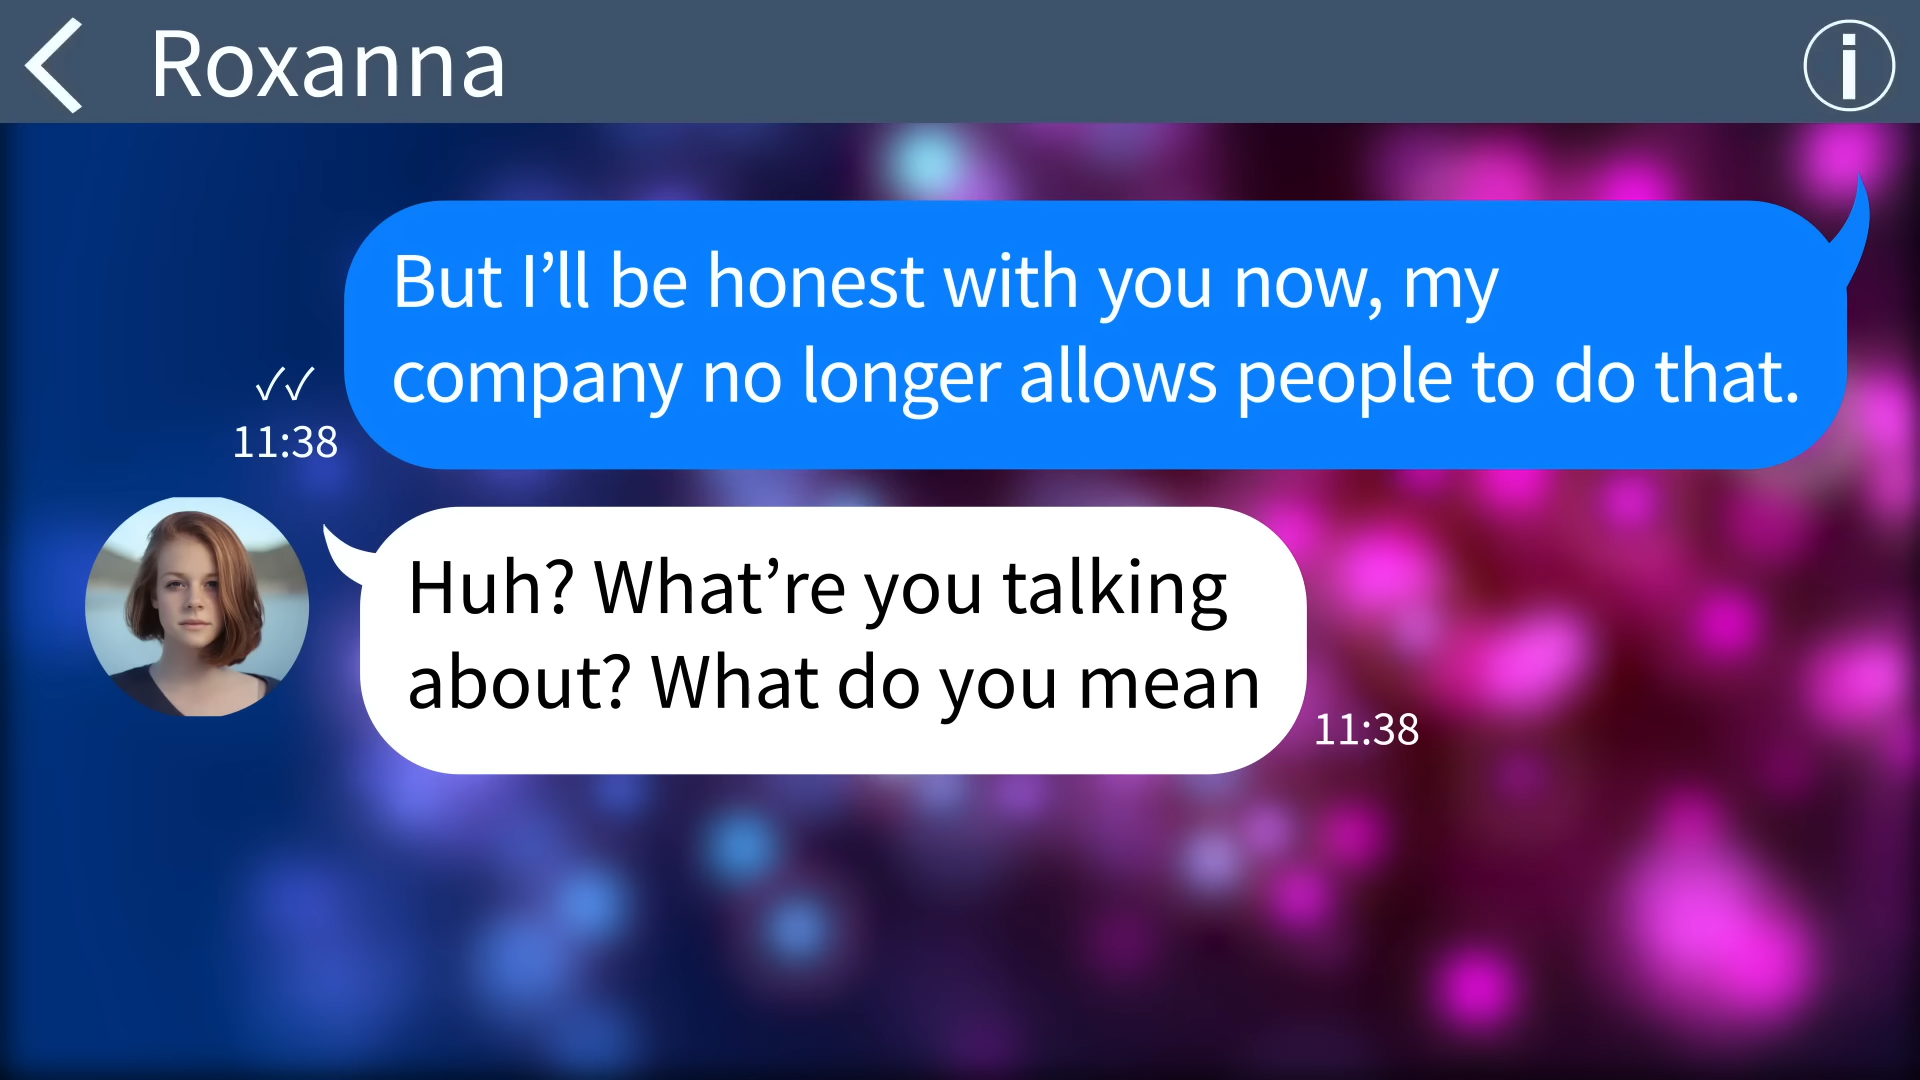 Roxanna
But I’ll be honest with you now, my
company no longer allows people to do that.
✓✓
11:38
Huh? What’re you talking
about? What do you mean
11:38